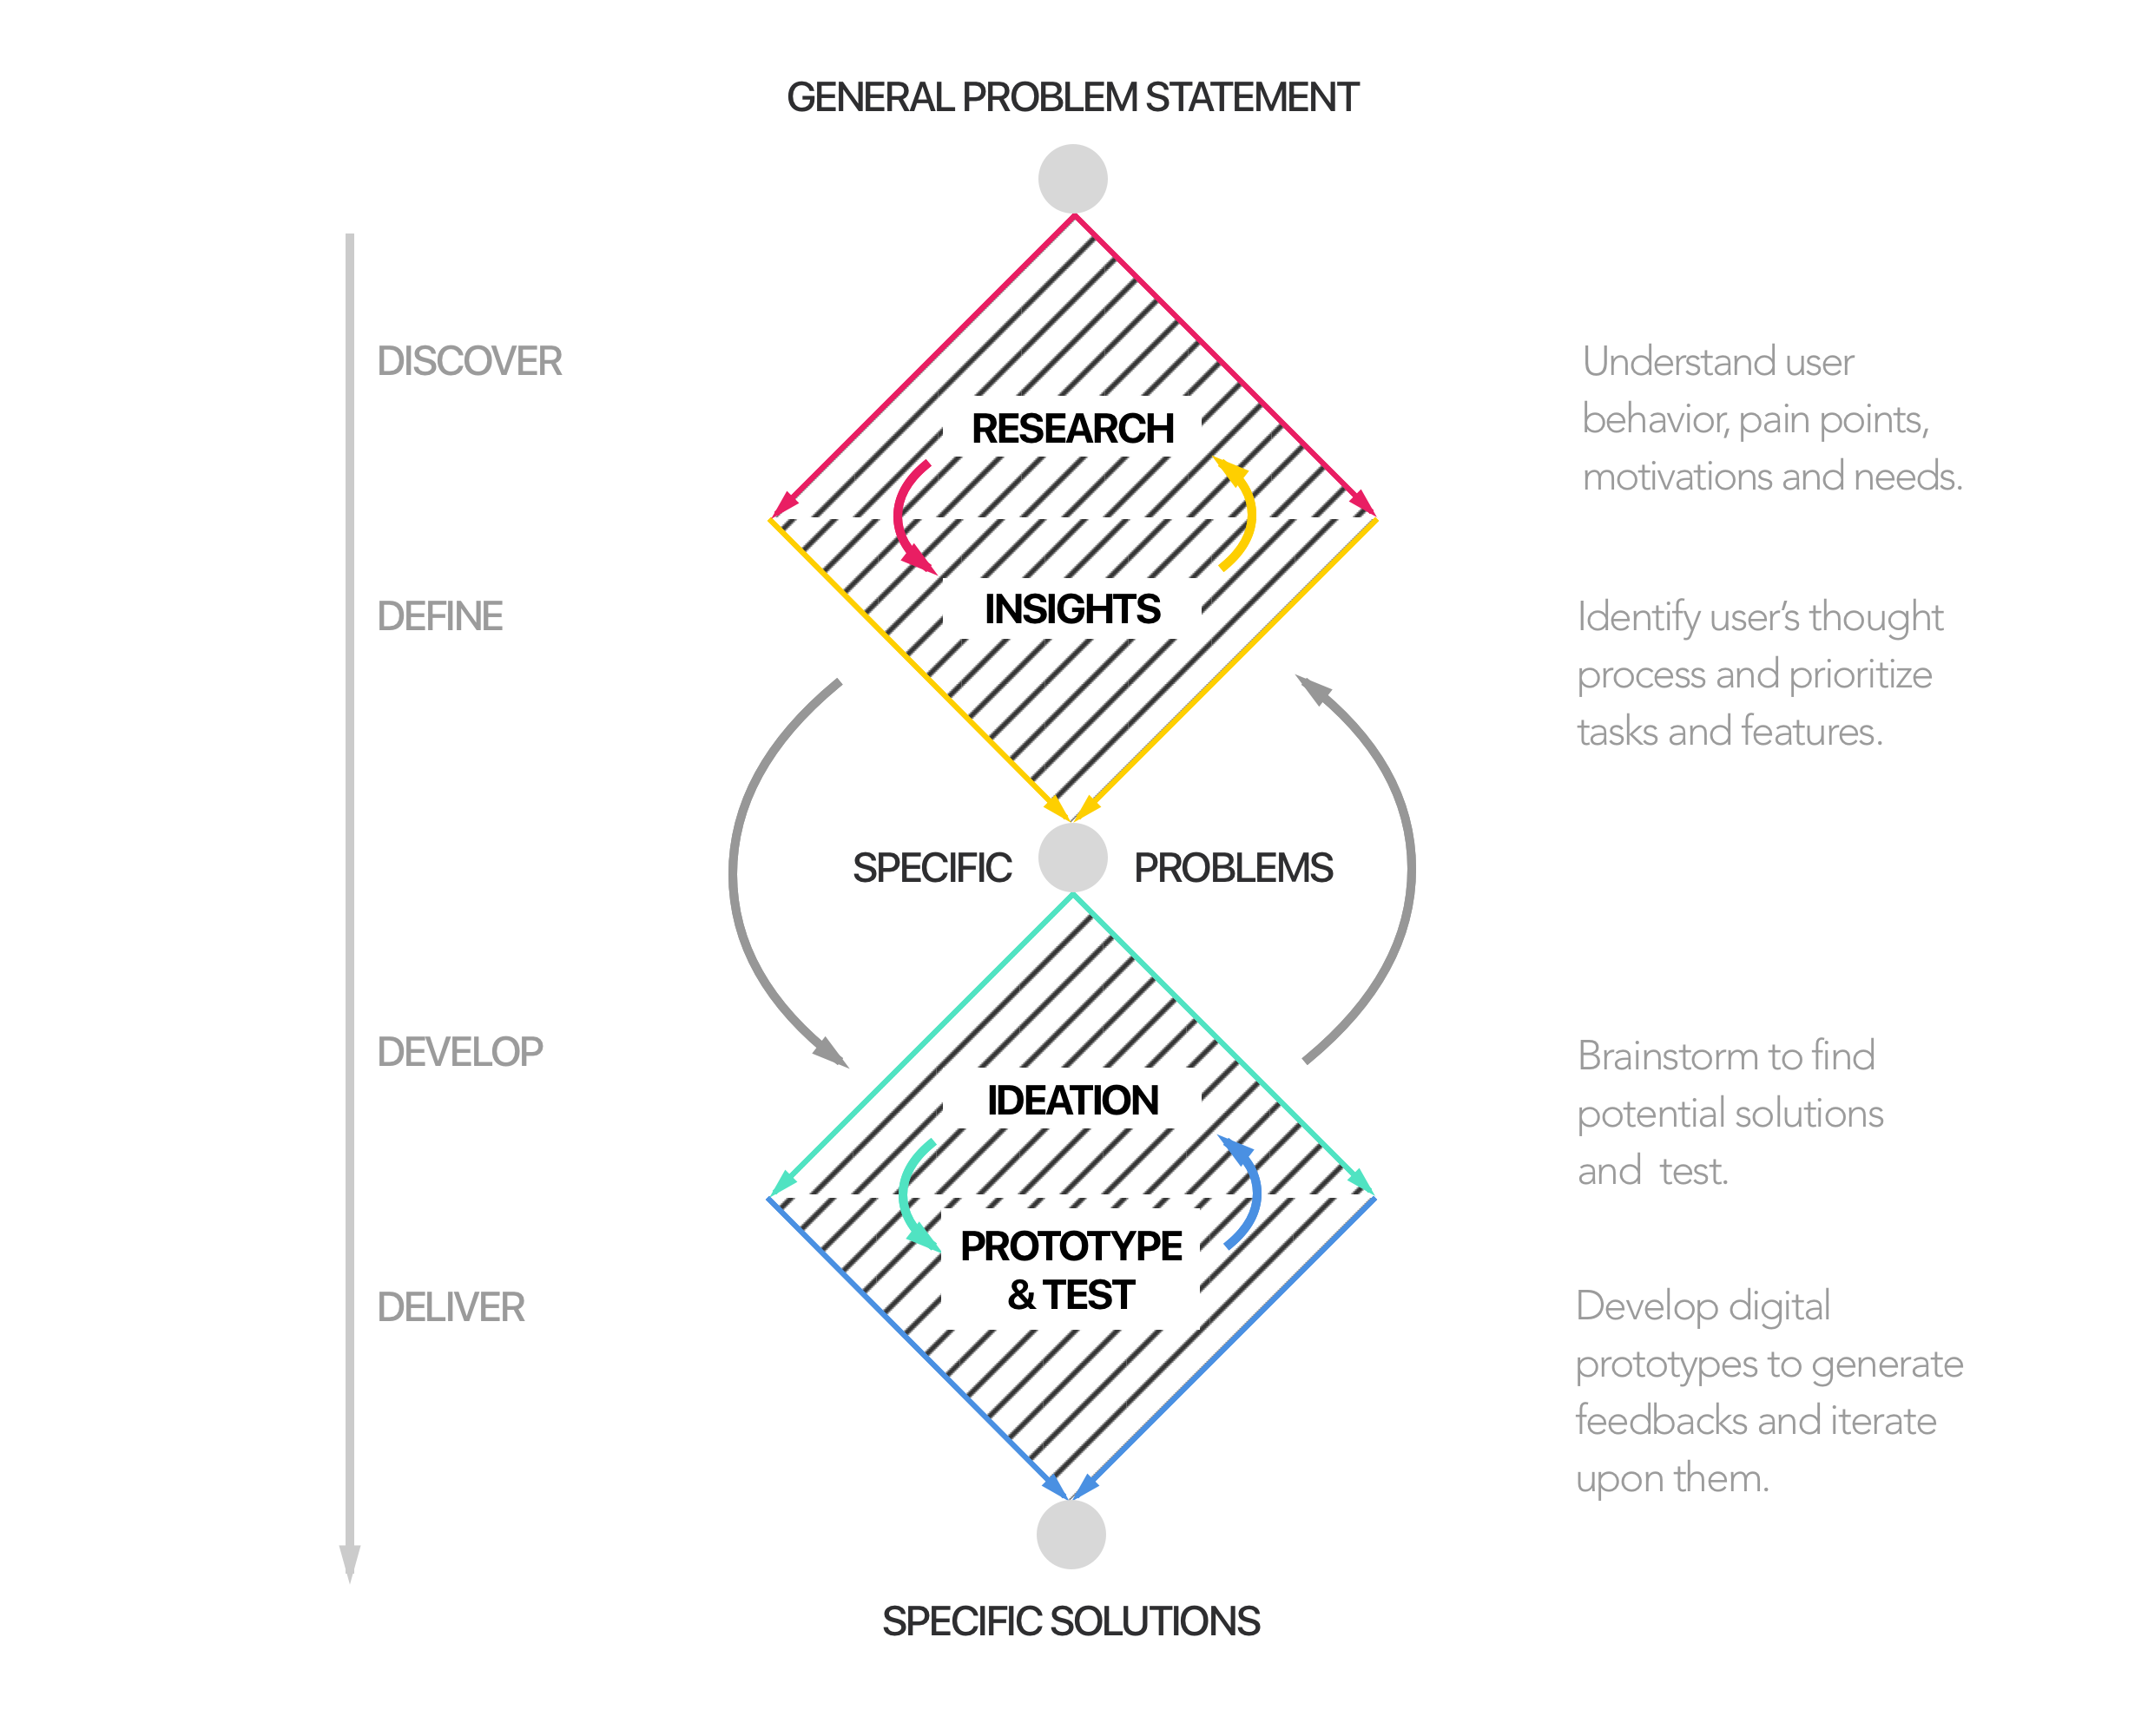 GENERAL PROBLEM STATEMENT
DISCOVER
Understand user
behavior, pain points,
motivations and needs.
RESEARCH
DEFINE
INSIGHTS
Identify user’s thought
process and prioritize
tasks and features.
SPECIFIC PROBLEMS
DEVELOP
Brainstorm to find
potential solutions
and  test.
IDEATION
PROTOTYPE
& TEST
DELIVER
Develop digital
prototypes to generate
feedbacks and iterate
upon them.
SPECIFIC SOLUTIONS